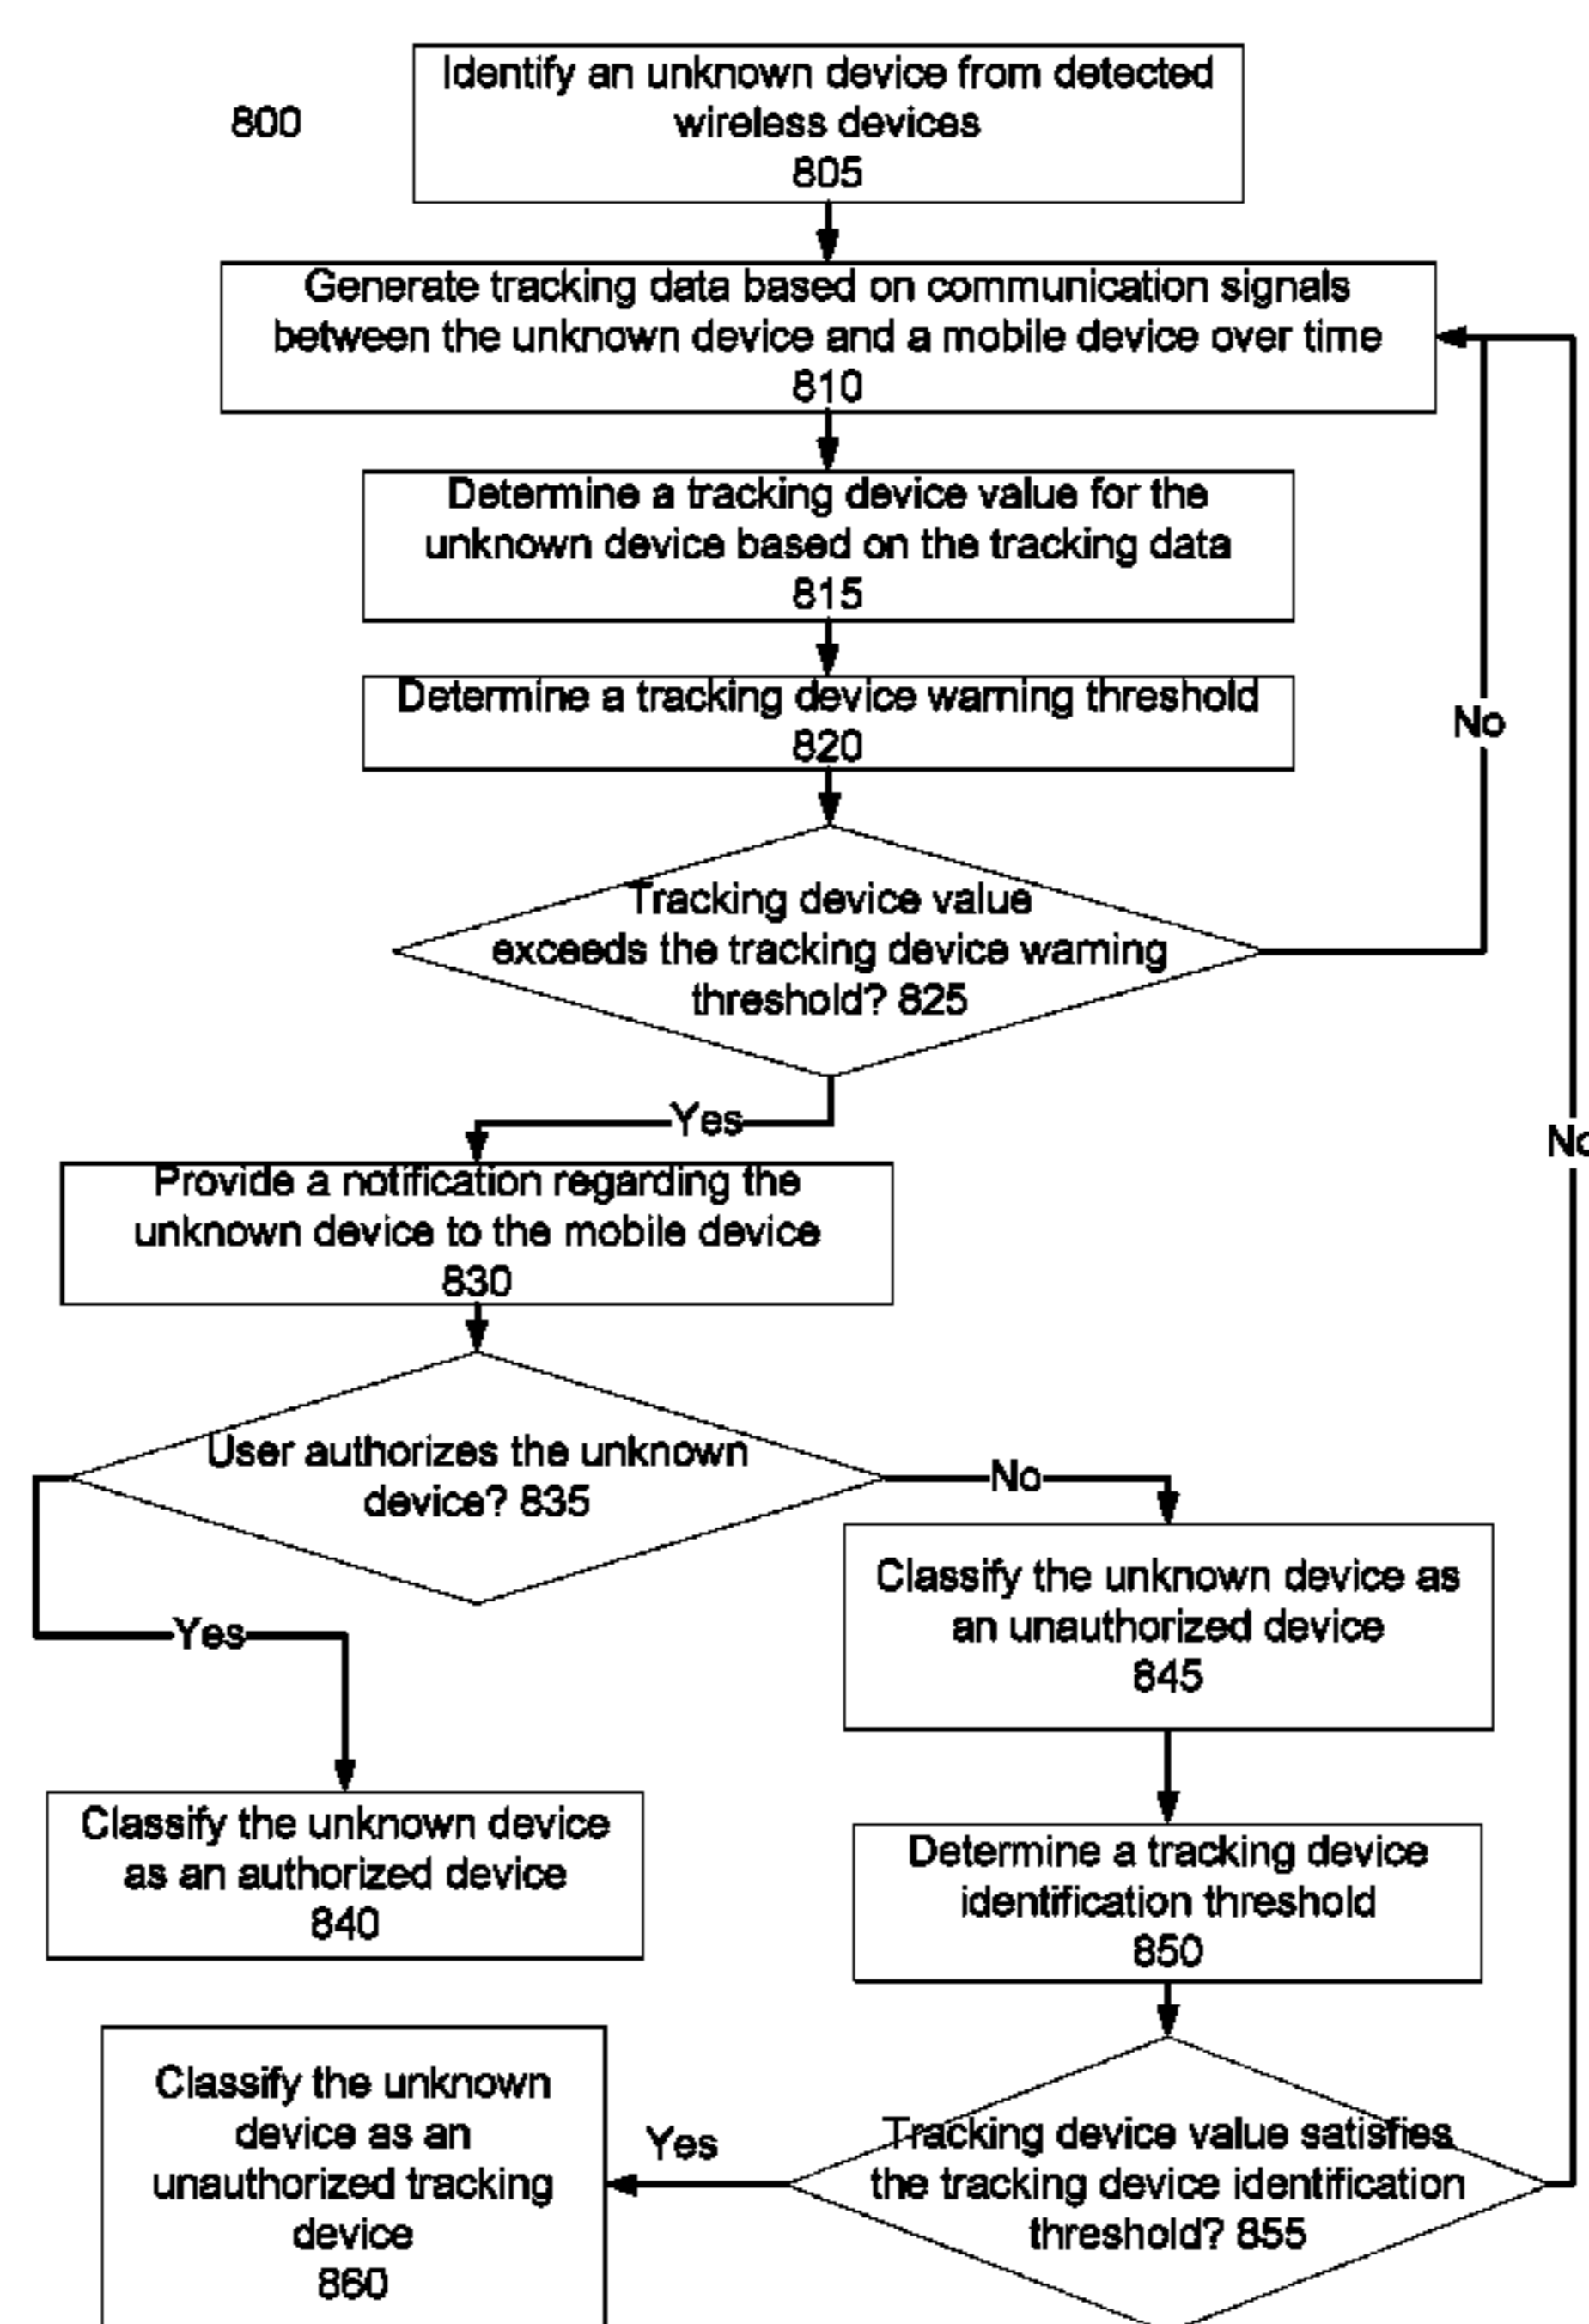 800
Identify an unknown device from detected
wireless devices
805
Generate tracking data based on communication signals
between the unknown device and a mobile device over time
810
Determine a tracking device value for the
unknown device based on the tracking data
815
Determine a tracking device warning threshold
820
No
Tracking device value
exceeds the tracking device warning
threshold? 825
Yes
No
Provide a notification regarding the
unknown device to the mobile device
830
User authorizes the unknown
device? 835
No
Yes
Classify the unknown device as
an unauthorized device
845
Classify the unknown device
as an authorized device
840
Determine a tracking device
identification threshold
850
Classify the unknown
device as an
unauthorized tracking
device
860
Yes
Tracking device value satisfies
the tracking device identification
threshold? 855